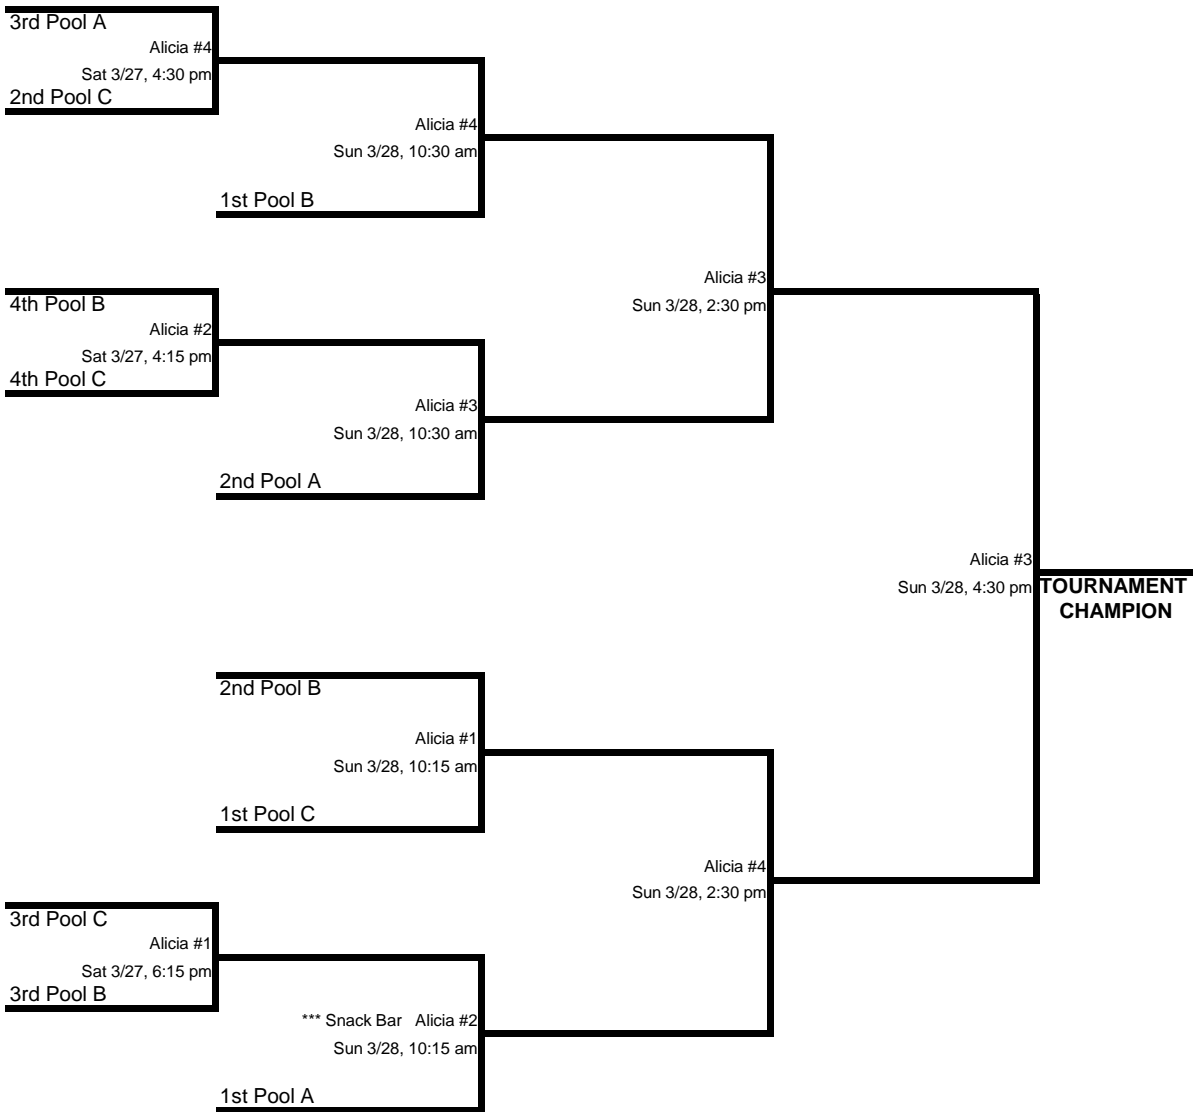 3rd Pool A
Alicia #4
Sat 3/27, 4:30 pm
2nd Pool C
Alicia #4
Sun 3/28, 10:30 am
1st Pool B
Alicia #3
Sun 3/28, 2:30 pm
4th Pool B
Alicia #2
Sat 3/27, 4:15 pm
4th Pool C
Alicia #3
Sun 3/28, 10:30 am
2nd Pool A
Alicia #3
Sun 3/28, 4:30 pm
TOURNAMENT
CHAMPION
2nd Pool B
Alicia #1
Sun 3/28, 10:15 am
1st Pool C
Alicia #4
Sun 3/28, 2:30 pm
3rd Pool C
Alicia #1
Sat 3/27, 6:15 pm
3rd Pool B
*** Snack Bar Alicia #2
Sun 3/28, 10:15 am
1st Pool A